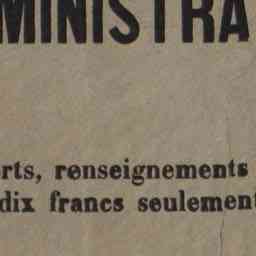 MINISTRA
rts, renseignements
dix francs seulement